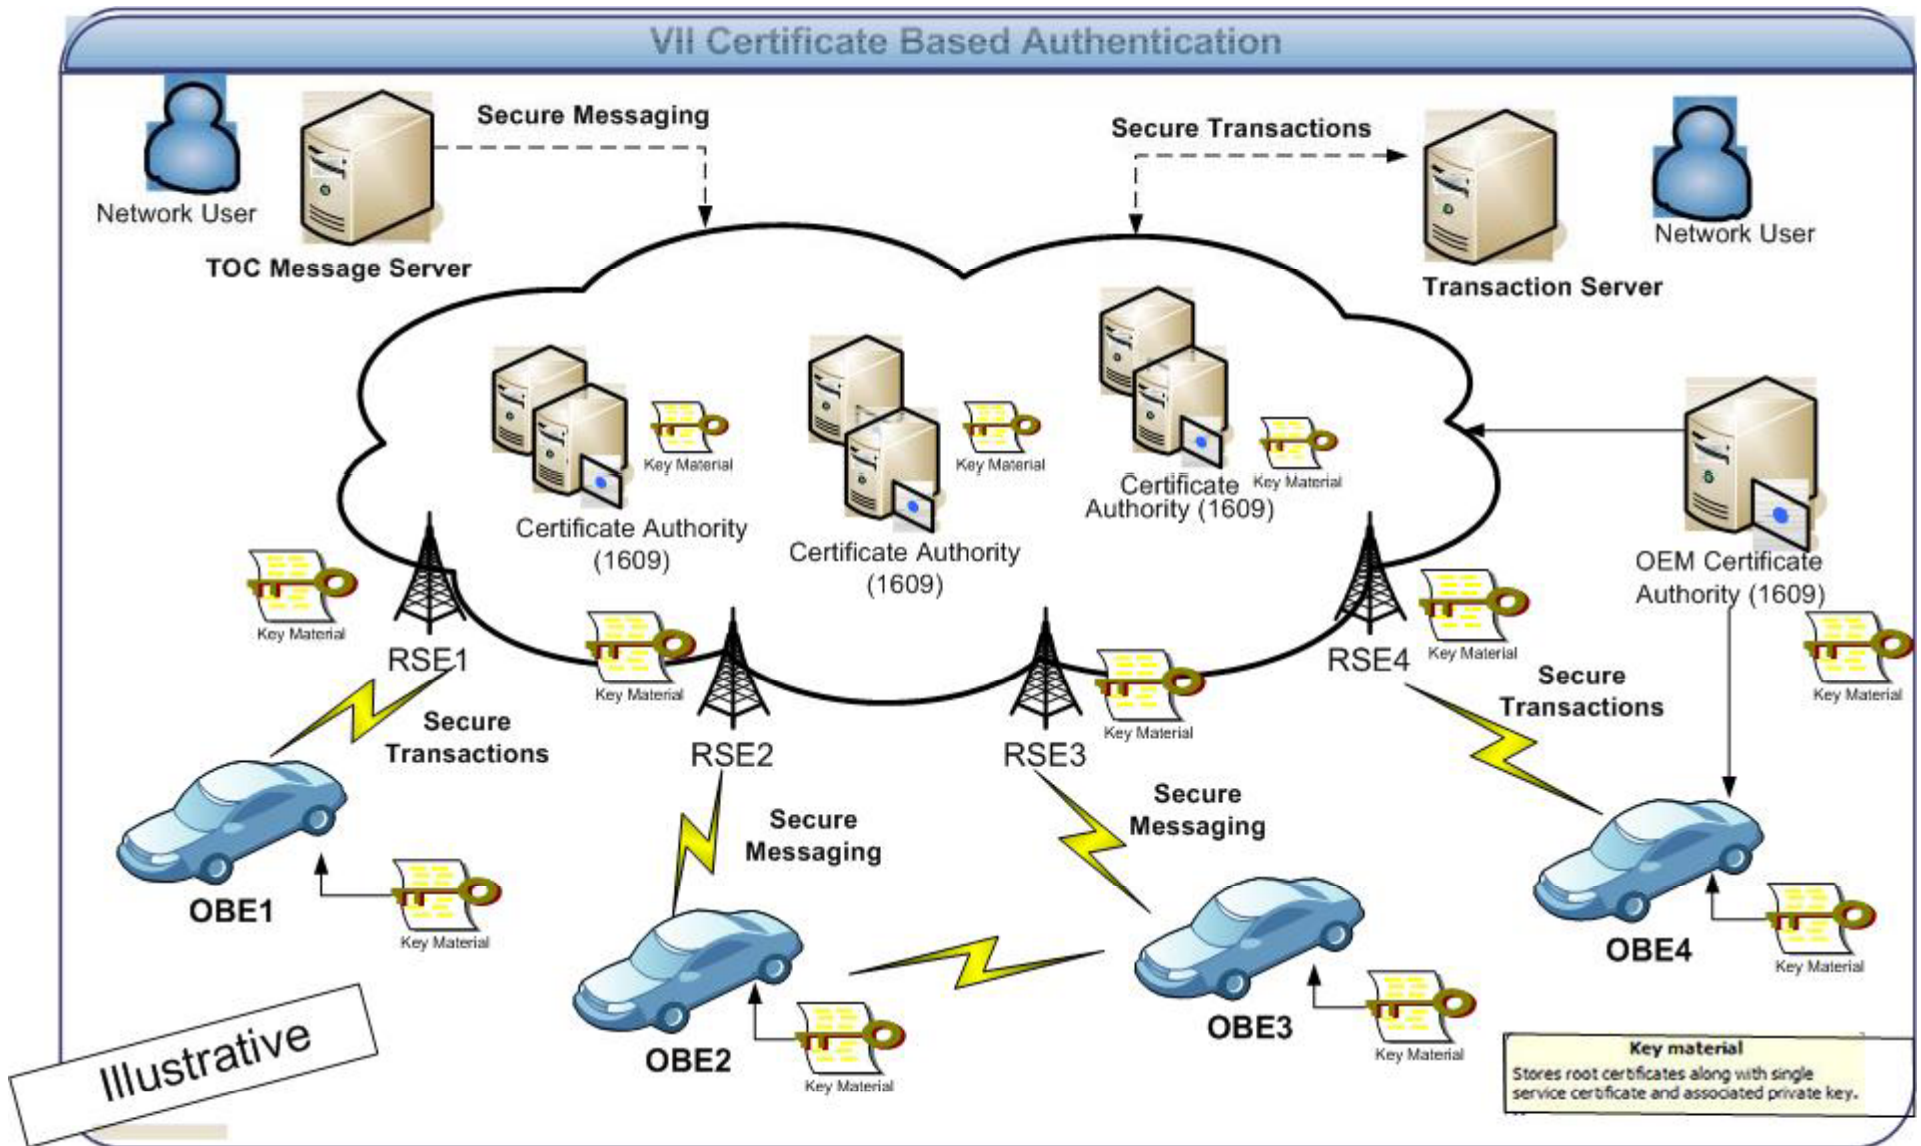 VII Certificate Based Authentication
Secure Messaging
Secure Transactions
Network User
TOC Message Server
Network User
Transaction Server
Key Material
Key Material
Key Material
Certificate Authority
(1609)
Certificate Authority
(1609)
Certificate
Authority (1609)
OEM Certificate
Authority (1609)
Key Material
RSE1
Key Material
RSE2
RSE3
Key Material
RSE4
Key Material
Key Material
Secure
Transactions
Secure
Messaging
Secure
Messaging
Secure
Transactions
OBE1
Key Material
OBE2
Key Material
OBE3
Key Material
OBE4
Key Material
Illustrative
Key material
Stores root certificates along with single
service certificate and associated private key.